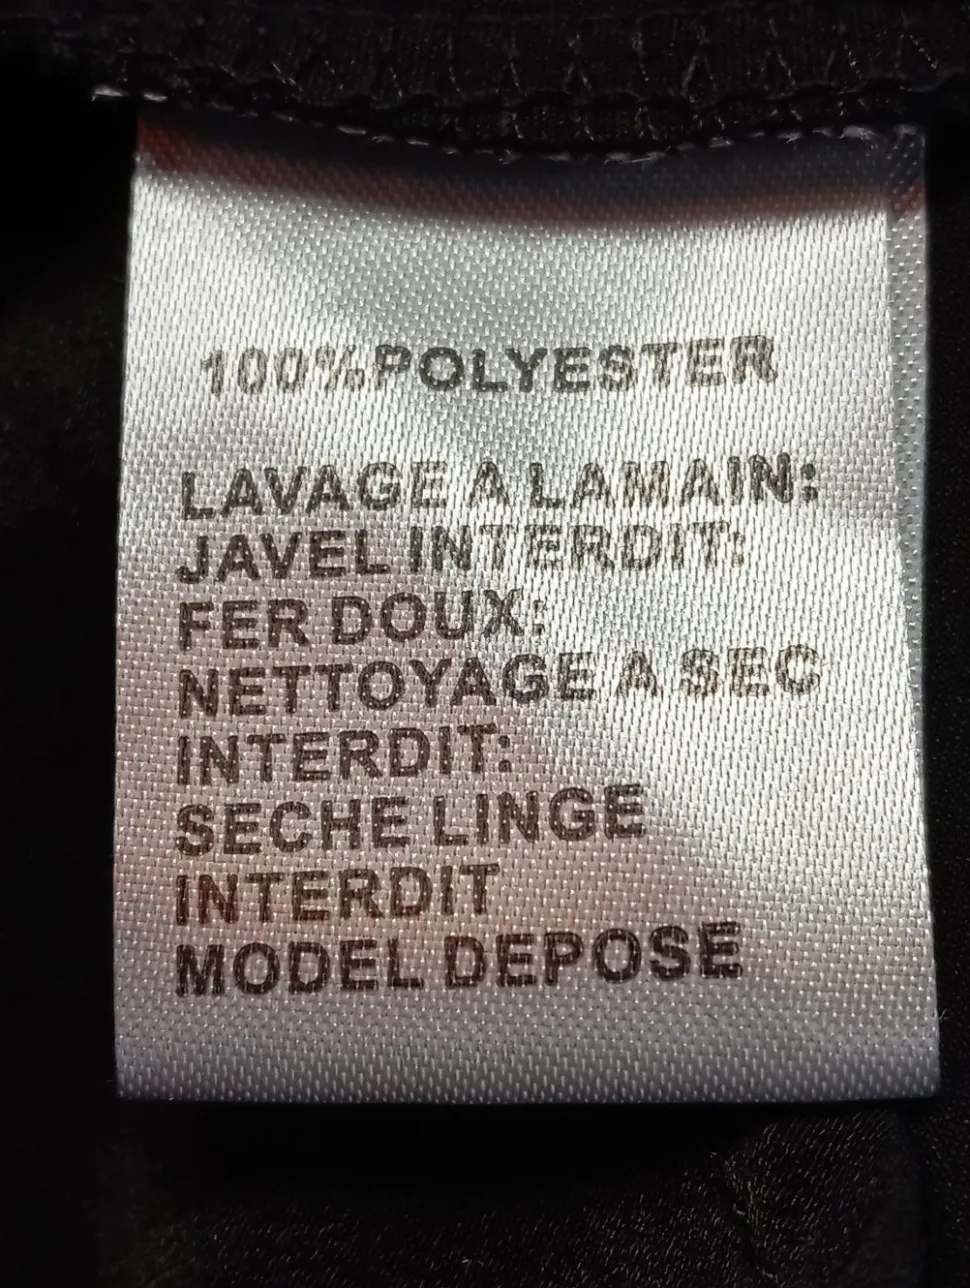 100%POLYESTER
LAVAGE A LAMAIN:
JAVEL INTERDIT:
FER DOUX:
NETTOYAGE A SEC
INTERDIT:
SECHE LINGE
INTERDIT
MODEL DEPOSE